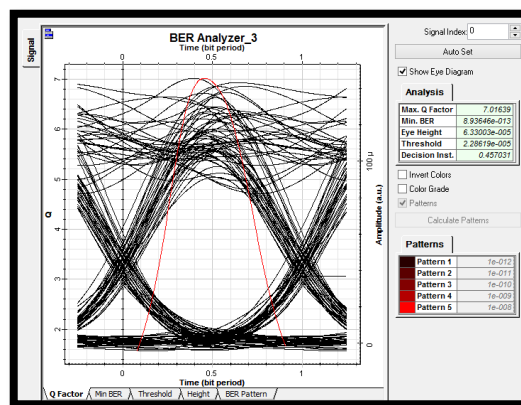 Signal
BER Analyzer_3
Time (bit period)
0 0.5 1
Q
7
6
5
4
3
2
Amplitude (a.u.)
100 µ
0
0 0.5 1
Time (bit period)
Q Factor Min BER Threshold Height BER Pattern
Signal Index: 0
Auto Set
Show Eye Diagram
Analysis
Max. Q Factor 7.01639
Min. BER 8.93646e-013
Eye Height 6.33003e-005
Threshold 2.28619e-005
Decision Inst. 0.457031
Invert Colors
Color Grade
Patterns
Calculate Patterns
Patterns
Pattern 1 1e-012
Pattern 2 1e-011
Pattern 3 1e-010
Pattern 4 1e-009
Pattern 5 1e-008